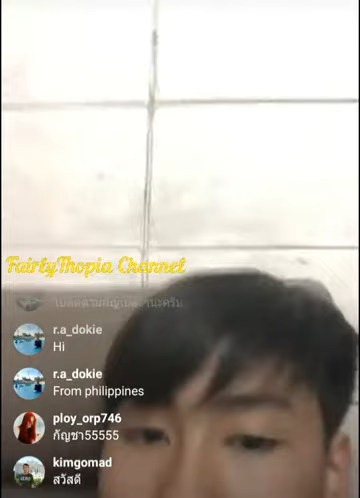 FairlyThopia Channel
r.a_dokie
Hi
r.a_dokie
From philippines
ploy_orp746
กัญชา55555
kimgomad
สวัสดี